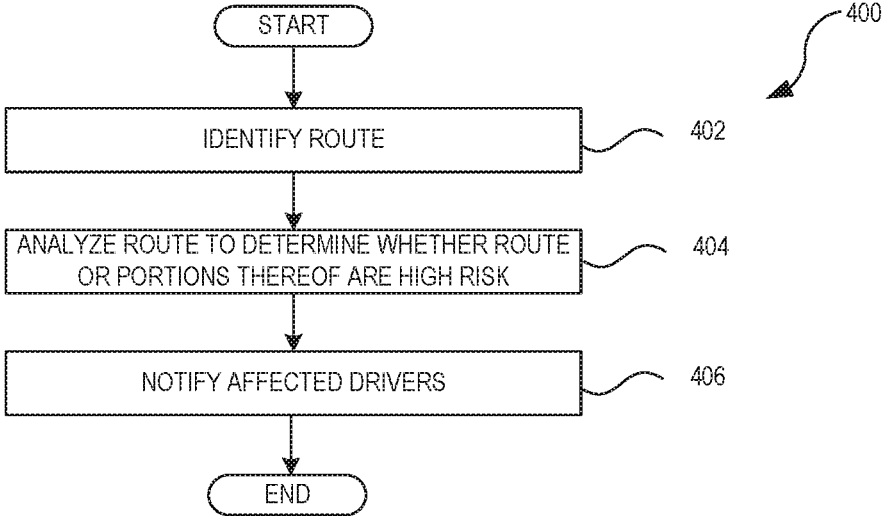 START
400
IDENTIFY ROUTE
402
ANALYZE ROUTE TO DETERMINE WHETHER ROUTE
OR PORTIONS THEREOF ARE HIGH RISK
404
NOTIFY AFFECTED DRIVERS
406
END